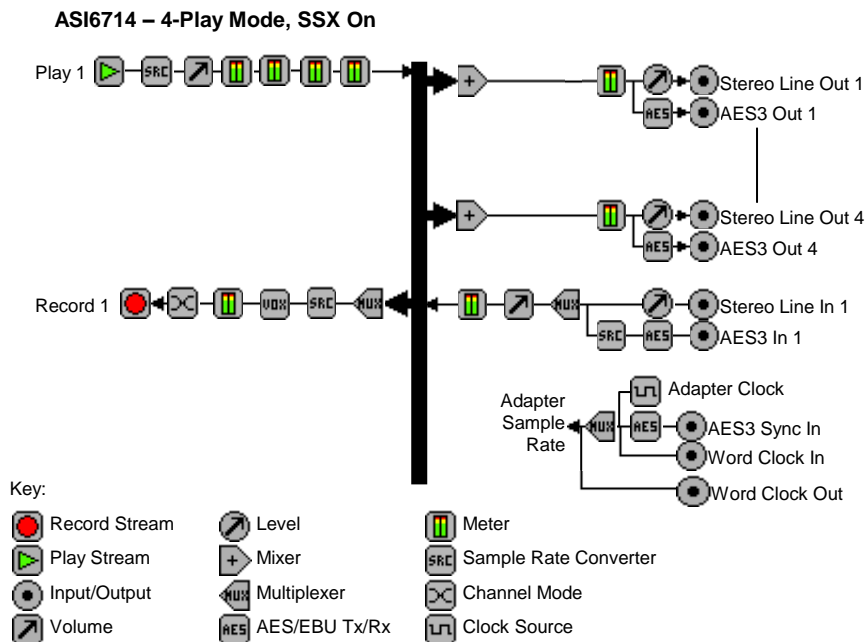 ASI6714 – 4-Play Mode, SSX On
Play 1
SRC
Stereo Line Out 1
AES
AES3 Out 1
Stereo Line Out 4
AES
AES3 Out 4
Record 1
VOX
SRC
MUX
MUX
Stereo Line In 1
SRC
AES
AES3 In 1
Adapter Clock
Adapter
Sample
Rate
MUX
AES
AES3 Sync In
Word Clock In
Word Clock Out
Key:
Record Stream
Level
Meter
Play Stream
Mixer
SRC
Sample Rate Converter
Input/Output
MUX
Multiplexer
Channel Mode
Volume
AES
AES/EBU Tx/Rx
Clock Source